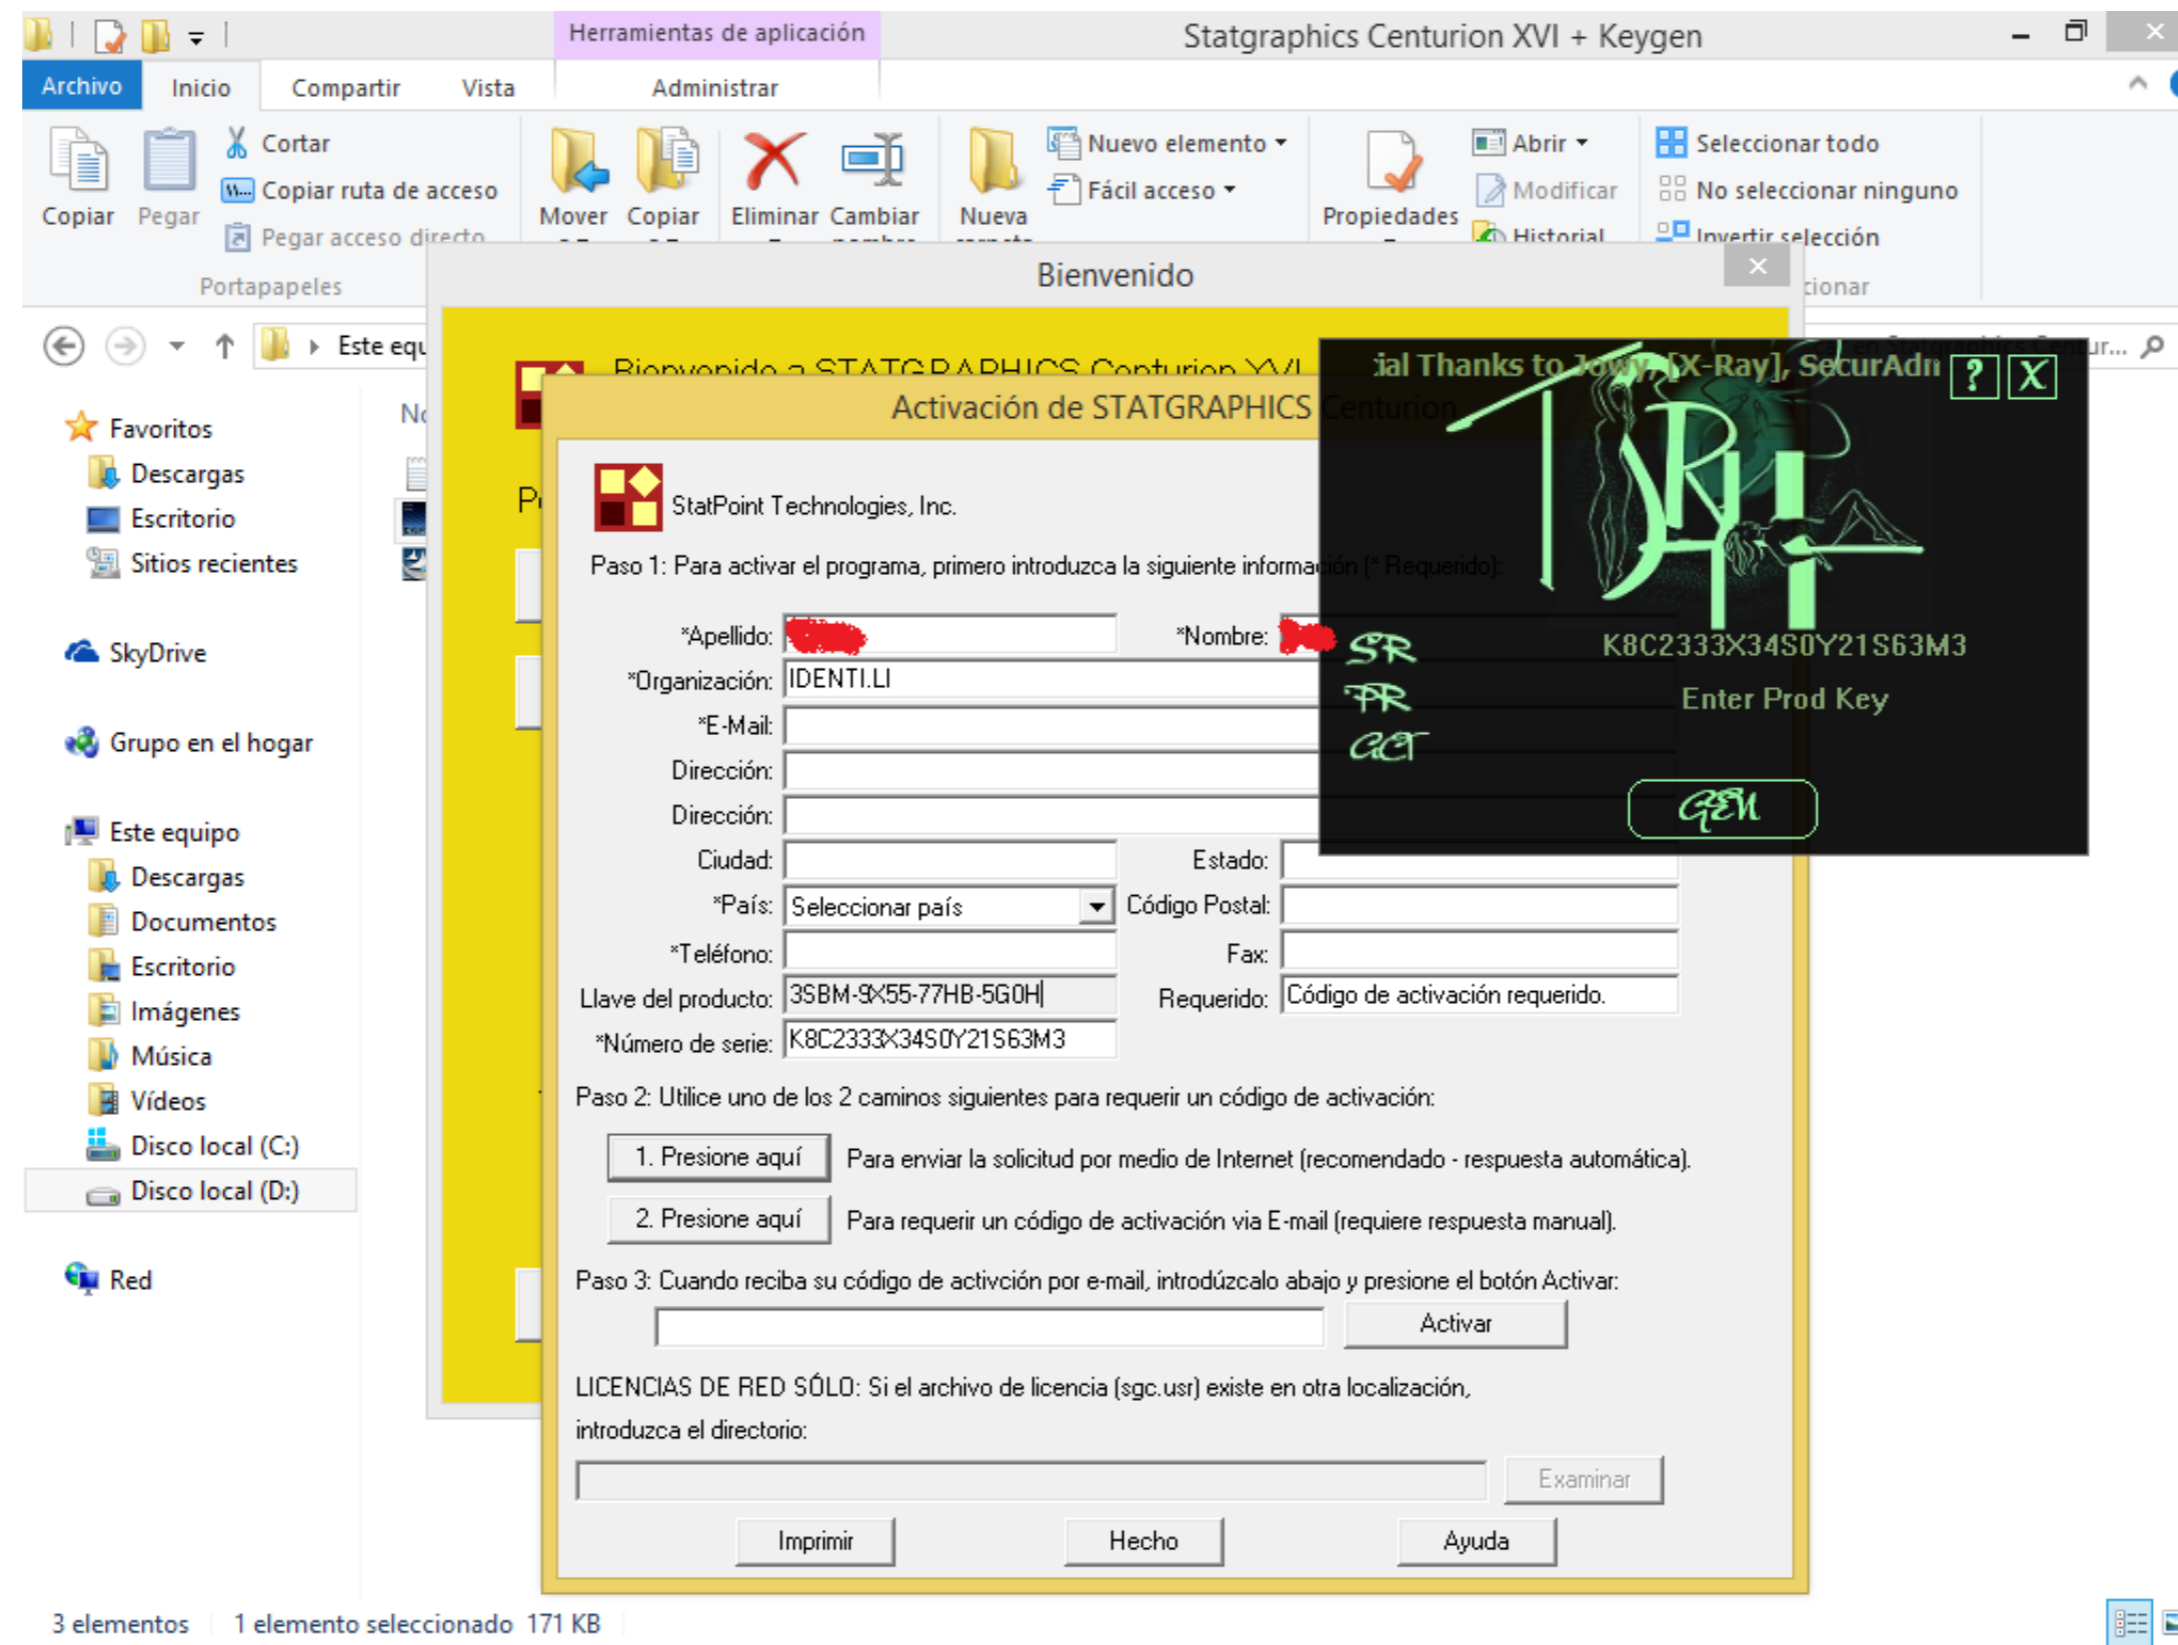 Herramientas de aplicación
Statgraphics Centurion XVI + Keygen
Archivo Inicio Compartir Vista Administrar
Copiar Pegar Cortar
Copiar ruta de acceso
Pegar acceso directo
Portapapeles
Mover Copiar Eliminar Cambiar
Nueva
Nuevo elemento
Fácil acceso
Propiedades
Abrir
Modificar
Historial
Seleccionar todo
No seleccionar ninguno
Invertir selección
cionar
Bienvenido
Este equ
en Statgraphics Centur...
Bienvenido a STATGRAPHICS Centurion XVI
ial Thanks to Jowy, [X-Ray], SecurAdn ? X
TSRH
SR K8C2333X34S0Y21S63M3
PR Enter Prod Key
GEN
Activación de STATGRAPHICS Centurion
StatPoint Technologies, Inc.
Paso 1: Para activar el programa, primero introduzca la siguiente información (* Requerido):
*Apellido: *Nombre:
*Organización: IDENTI.LI
*E-Mail:
Dirección:
Dirección:
Ciudad: Estado:
*País: Seleccionar país Código Postal:
*Teléfono: Fax:
Llave del producto: 3SBM-9X55-77HB-5G0H Requerido: Código de activación requerido.
*Número de serie: K8C2333X34S0Y21S63M3
Paso 2: Utilice uno de los 2 caminos siguientes para requerir un código de activación:
1. Presione aquí Para enviar la solicitud por medio de Internet (recomendado - respuesta automática).
2. Presione aquí Para requerir un código de activación via E-mail (requiere respuesta manual).
Paso 3: Cuando reciba su código de activción por e-mail, introdúzcalo abajo y presione el botón Activar:
Activar
LICENCIAS DE RED SÓLO: Si el archivo de licencia (sgc.usr) existe en otra localización,
introduzca el directorio:
Examinar
Imprimir Hecho Ayuda
Favoritos
Descargas
Escritorio
Sitios recientes
SkyDrive
Grupo en el hogar
Este equipo
Descargas
Documentos
Escritorio
Imágenes
Música
Vídeos
Disco local (C:)
Disco local (D:)
Red
3 elementos 1 elemento seleccionado 171 KB